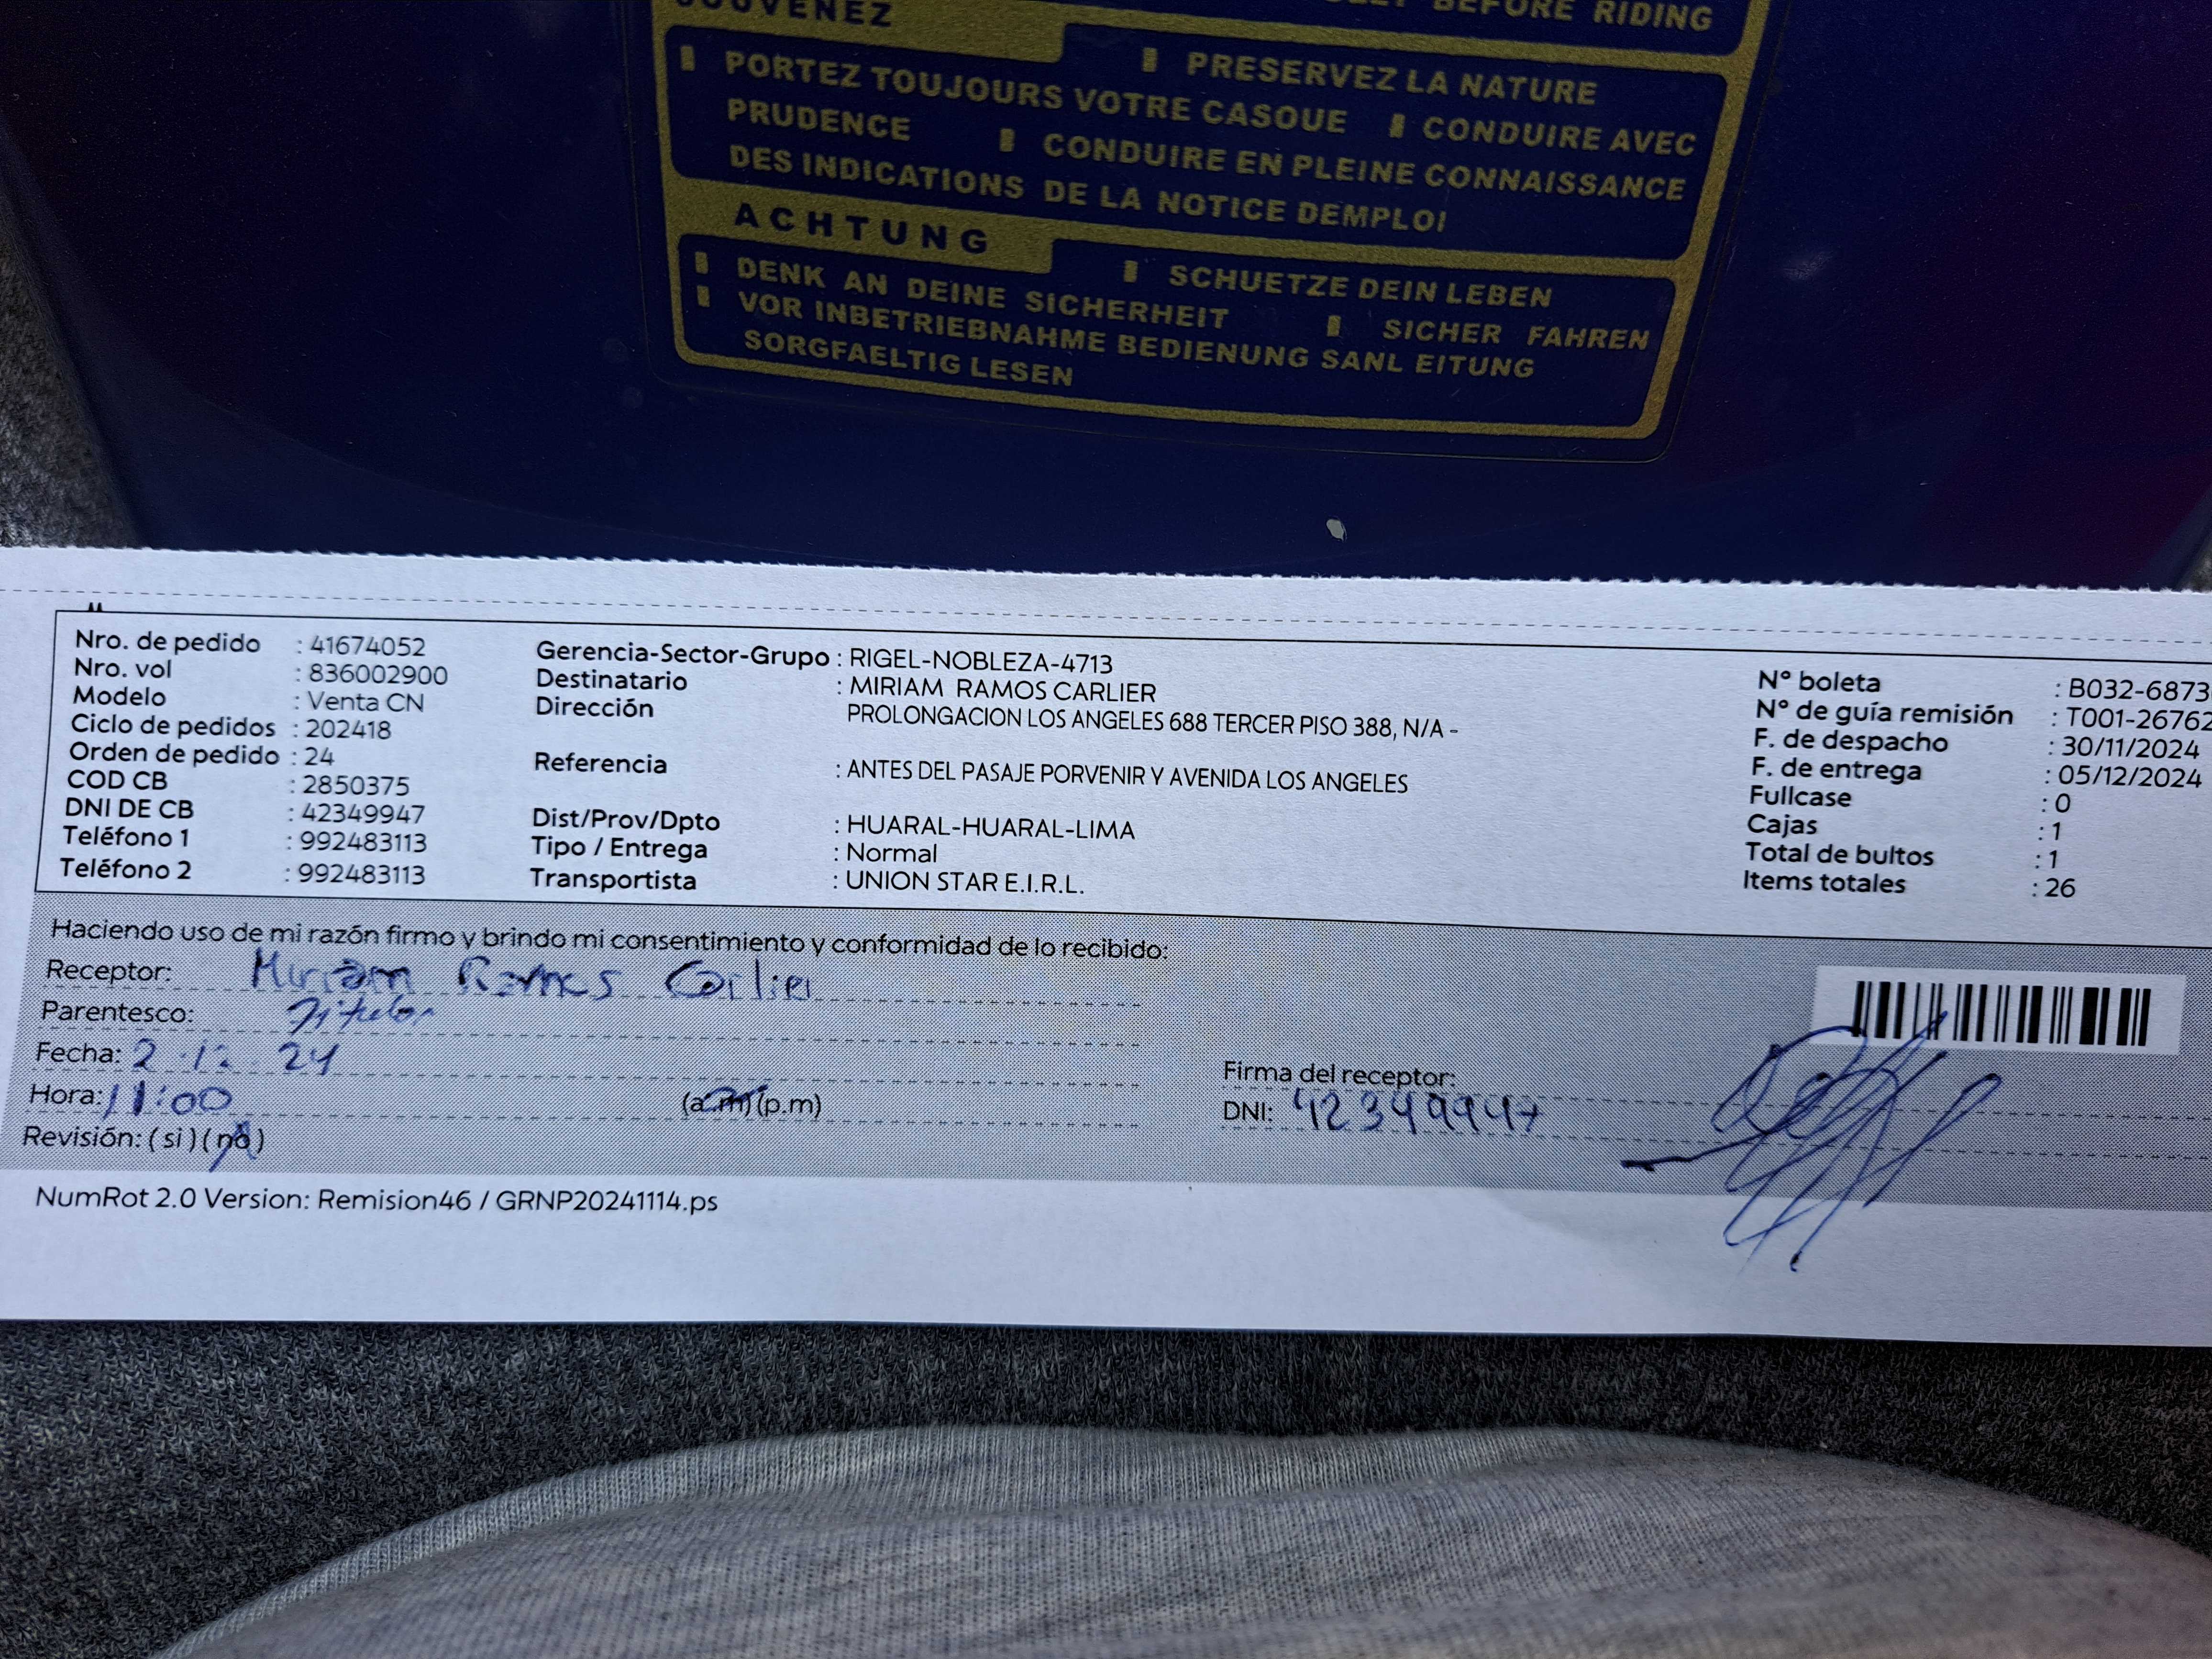 SOUVENEZ
BEFORE RIDING
PORTEZ TOUJOURS VOTRE CASOUE
PRESERVEZ LA NATURE
PRUDENCE
CONDUIRE AVEC
CONDUIRE EN PLEINE CONNAISSANCE
DES INDICATIONS DE LA NOTICE DEMPLOI
ACHTUNG
DENK AN DEINE SICHERHEIT
SCHUETZE DEIN LEBEN
SICHER FAHREN
VOR INBETRIEBNAHME BEDIENUNG SANL EITUNG
SORGFAELTIG LESEN
Nro. de pedido : 41674052
Nro. vol : 836002900
Modelo : Venta CN
Ciclo de pedidos : 202418
Orden de pedido : 24
COD CB : 2850375
DNI DE CB : 42349947
Teléfono 1 : 992483113
Teléfono 2 : 992483113
Gerencia-Sector-Grupo : RIGEL-NOBLEZA-4713
Destinatario : MIRIAM RAMOS CARLIER
Dirección PROLONGACION LOS ANGELES 688 TERCER PISO 388, N/A -
Referencia : ANTES DEL PASAJE PORVENIR Y AVENIDA LOS ANGELES
Dist/Prov/Dpto : HUARAL-HUARAL-LIMA
Tipo / Entrega : Normal
Transportista : UNION STAR E.I.R.L.
N° boleta : B032-6873
N° de guía remisión : T001-26762
F. de despacho : 30/11/2024
F. de entrega : 05/12/2024
Fullcase : 0
Cajas : 1
Total de bultos : 1
Items totales : 26
Haciendo uso de mi razón firmo y brindo mi consentimiento y conformidad de lo recibido:
Receptor: Miriam Ramos Carlier
Parentesco: Titular
Fecha: 2-12-24
Hora: 11:00 (a.m)(p.m)
Revisión: (si)(no)
Firma del receptor:
DNI: 42349947
NumRot 2.0 Version: Remision46 / GRNP20241114.ps